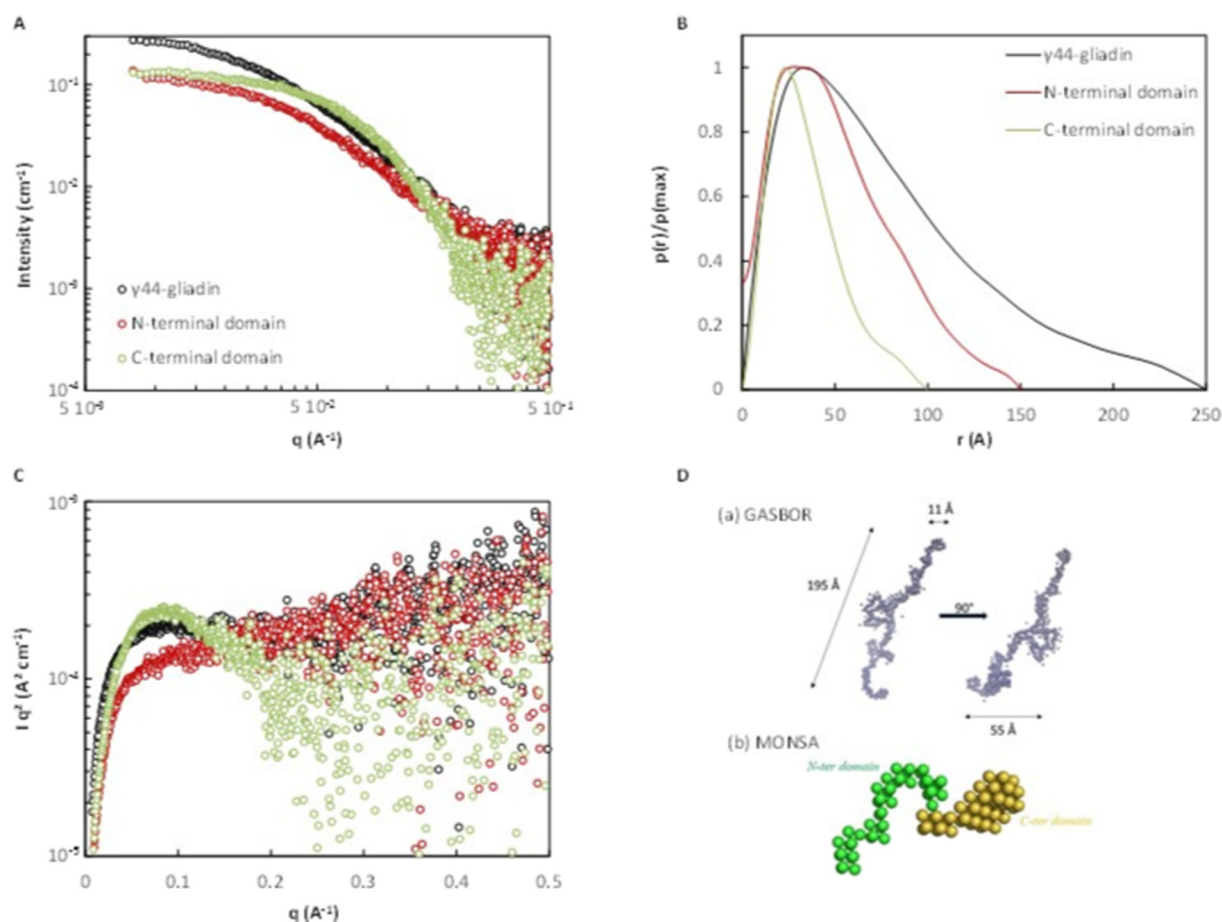 A
Intensity (cm⁻¹)
10⁻¹
10⁻²
10⁻³
10⁻⁴
γ44-gliadin
N-terminal domain
C-terminal domain
5 10⁻³
5 10⁻²
5 10⁻¹
q (A⁻¹)
B
p(r)/p(max)
1
0.8
0.6
0.4
0.2
0
γ44-gliadin
N-terminal domain
C-terminal domain
0
50
100
150
200
250
r (A)
C
I q² (A² cm⁻¹)
10⁻³
10⁻⁴
10⁻⁵
0
0.1
0.2
0.3
0.4
0.5
q (A⁻¹)
D
(a) GASBOR
11 Å
195 Å
90°
55 Å
(b) MONSA
N-ter domain
C-ter domain